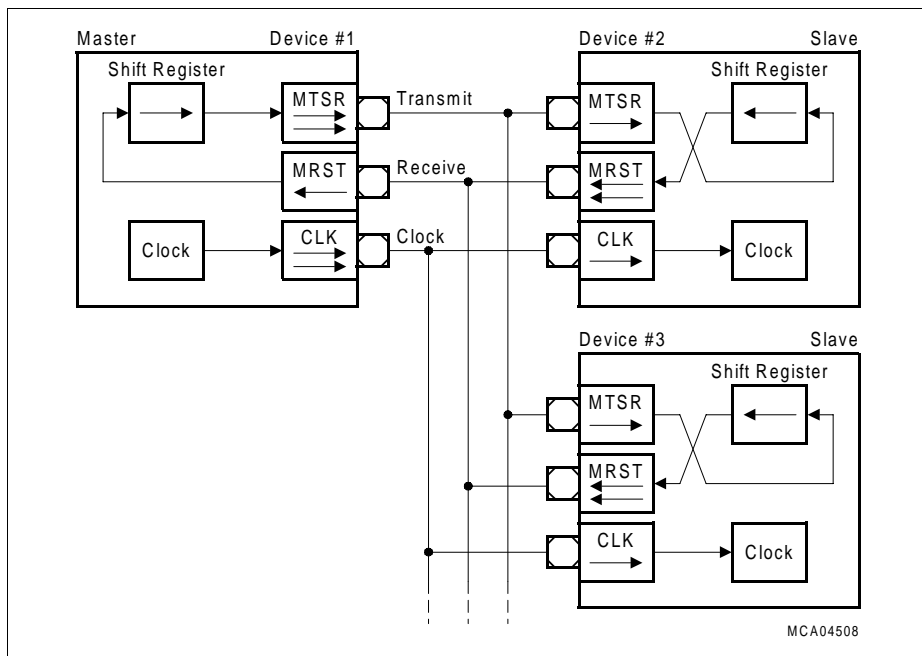 Master Device #1
Shift Register
MTSR
Transmit
MRST
Receive
Clock
CLK
Clock
Device #2 Slave
Shift Register
MTSR
MRST
CLK
Clock
Device #3 Slave
Shift Register
MTSR
MRST
CLK
Clock
MCA04508